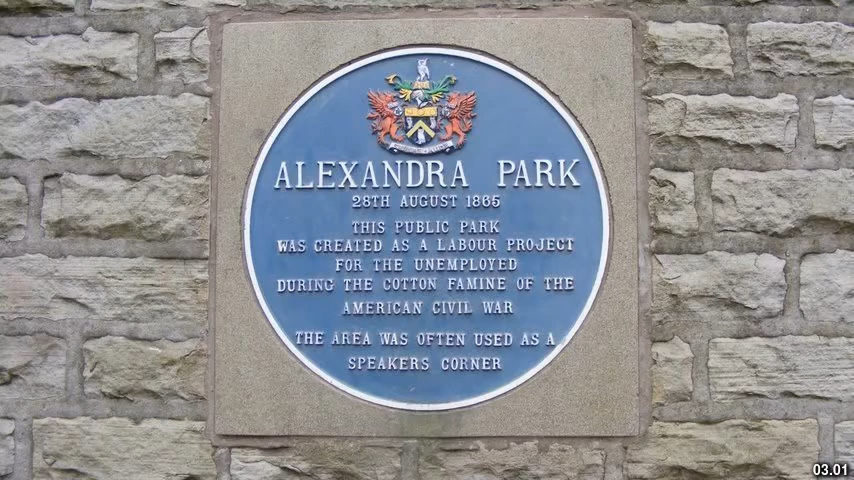 ALEXANDRA PARK
28TH AUGUST 1865
THIS PUBLIC PARK
WAS CREATED AS A LABOUR PROJECT
FOR THE UNEMPLOYED
DURING THE COTTON FAMINE OF THE
AMERICAN CIVIL WAR
THE AREA WAS OFTEN USED AS A
SPEAKERS CORNER
03.01